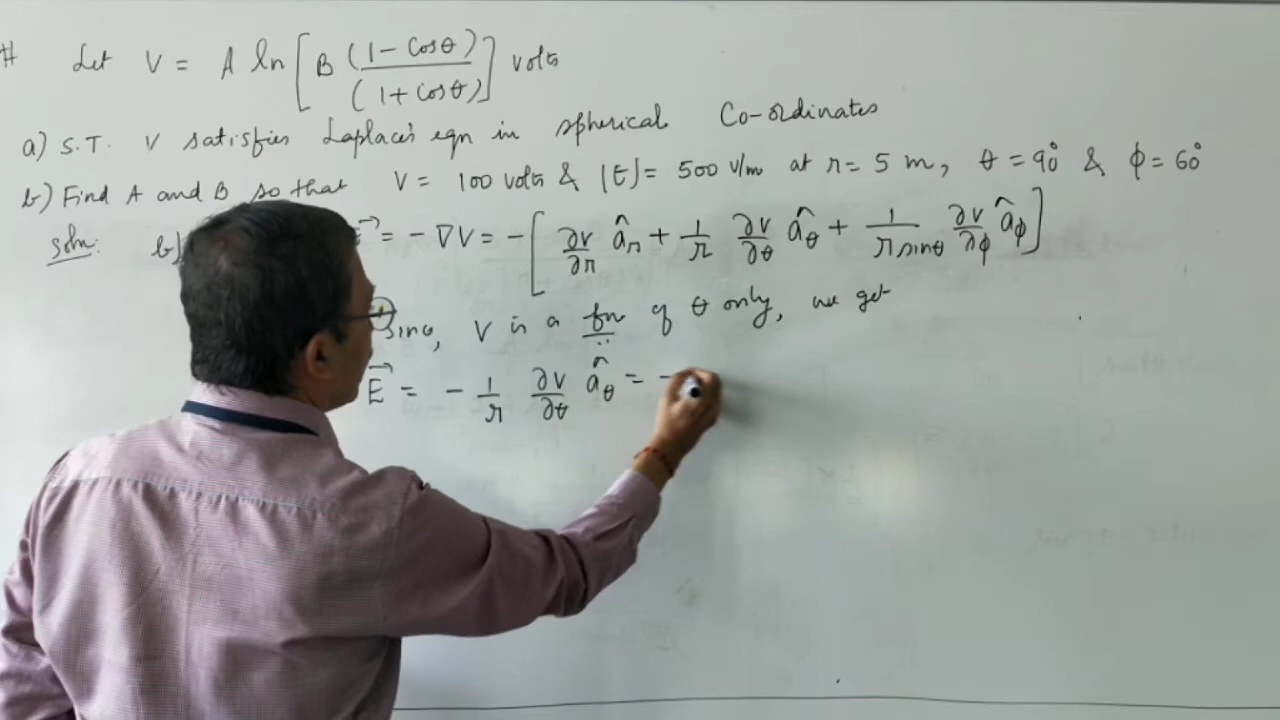 # Let V = A ln [ B (1 - Cosθ) / (1 + Cosθ) ] volts
a) S.T. V satisfies Laplace's eqn in spherical Co-ordinates
b) Find A and B so that V = 100 volts & |E| = 500 V/m at r = 5 m, θ = 90° & ϕ = 60°
Soln: b) = - ∇V = - [ ∂V/∂r âr + 1/r ∂V/∂θ âθ + 1/(r sinθ) ∂V/∂ϕ âϕ ]
Since, V is a fn of θ only, we get
E⃗ = - 1/r ∂V/∂θ âθ = -